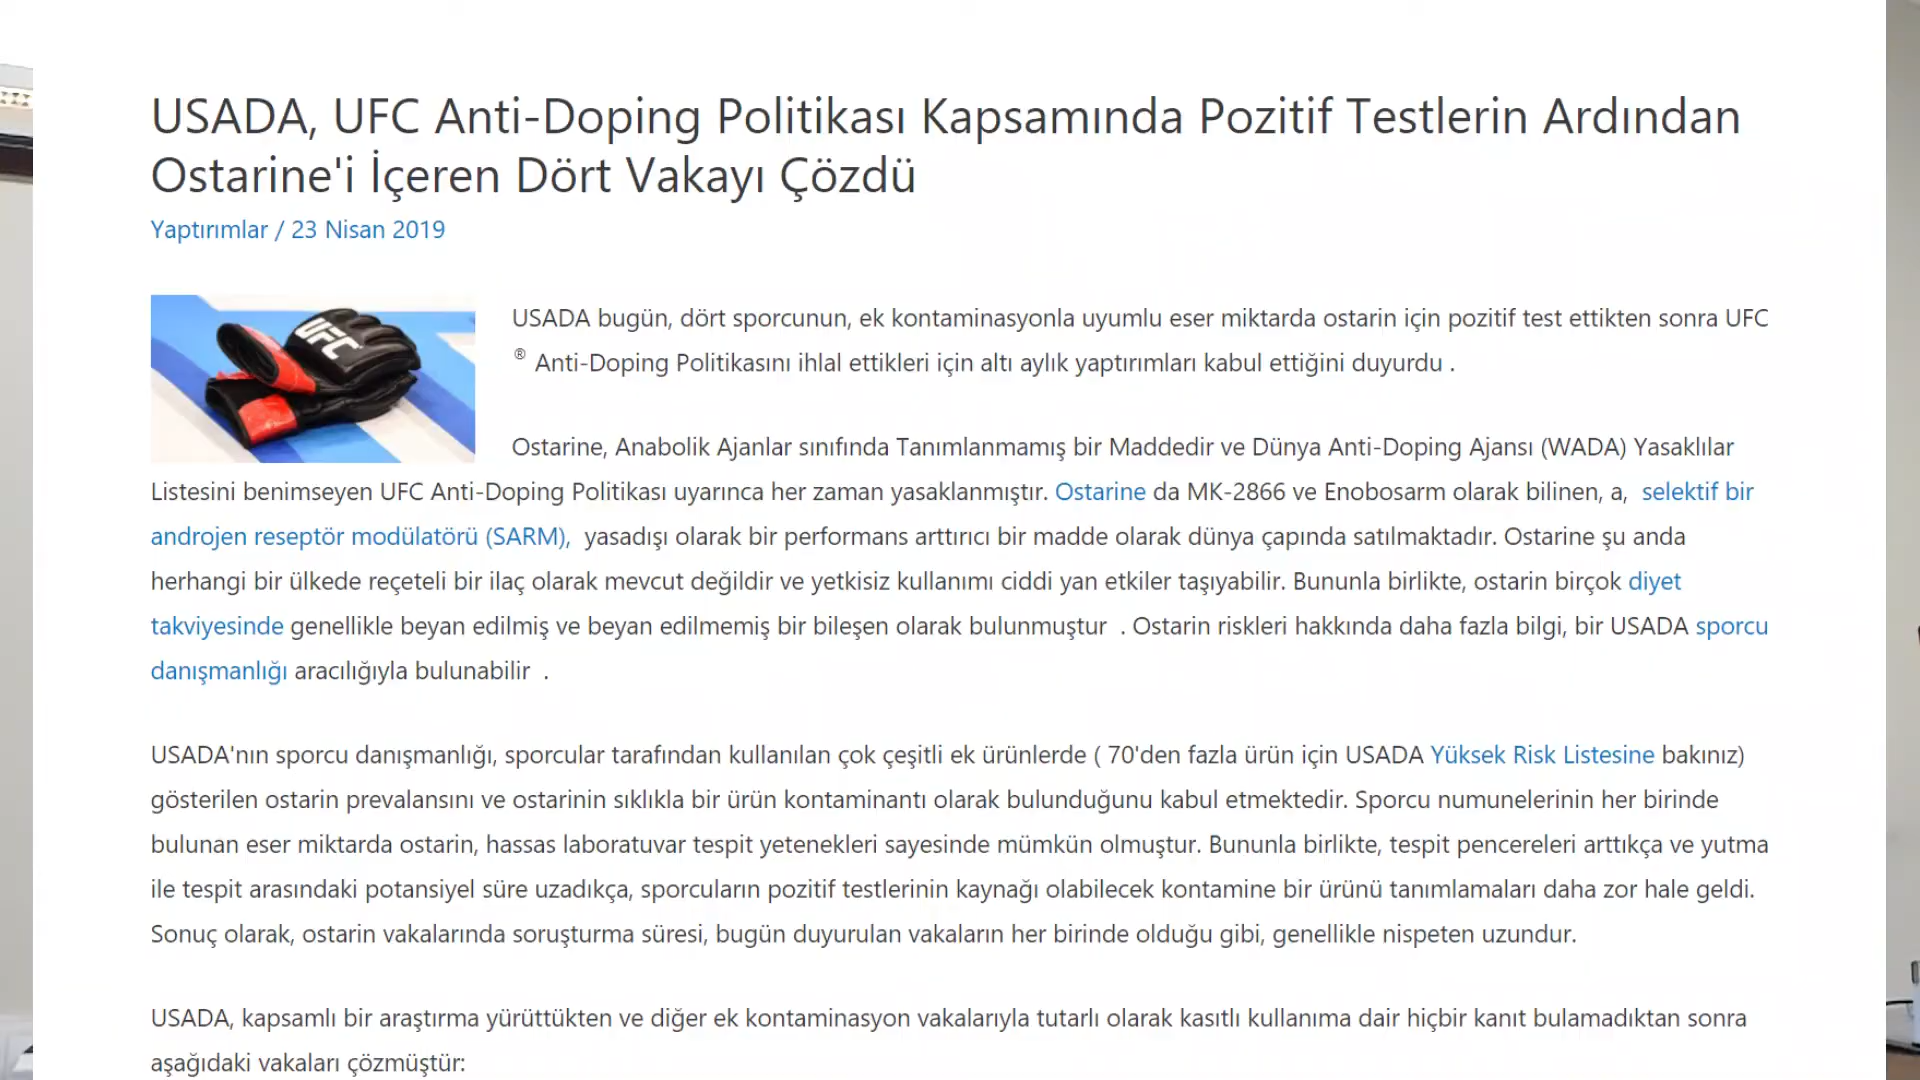 USADA, UFC Anti-Doping Politikası Kapsamında Pozitif Testlerin Ardından
Ostarine'i İçeren Dört Vakayı Çözdü
Yaptırımlar / 23 Nisan 2019
UFC
USADA bugün, dört sporcunun, ek kontaminasyonla uyumlu eser miktarda ostarin için pozitif test ettikten sonra UFC
® Anti-Doping Politikasını ihlal ettikleri için altı aylık yaptırımları kabul ettiğini duyurdu .
Ostarine, Anabolik Ajanlar sınıfında Tanımlanmamış bir Maddedir ve Dünya Anti-Doping Ajansı (WADA) Yasaklılar
Listesini benimseyen UFC Anti-Doping Politikası uyarınca her zaman yasaklanmıştır. Ostarine da MK-2866 ve Enobosarm olarak bilinen, a, selektif bir
androjen reseptör modülatörü (SARM), yasadışı olarak bir performans arttırıcı bir madde olarak dünya çapında satılmaktadır. Ostarine şu anda
herhangi bir ülkede reçeteli bir ilaç olarak mevcut değildir ve yetkisiz kullanımı ciddi yan etkiler taşıyabilir. Bununla birlikte, ostarin birçok diyet
takviyesinde genellikle beyan edilmiş ve beyan edilmemiş bir bileşen olarak bulunmuştur . Ostarin riskleri hakkında daha fazla bilgi, bir USADA sporcu
danışmanlığı aracılığıyla bulunabilir .
USADA'nın sporcu danışmanlığı, sporcular tarafından kullanılan çok çeşitli ek ürünlerde ( 70'den fazla ürün için USADA Yüksek Risk Listesine bakınız)
gösterilen ostarin prevalansını ve ostarinin sıklıkla bir ürün kontaminantı olarak bulunduğunu kabul etmektedir. Sporcu numunelerinin her birinde
bulunan eser miktarda ostarin, hassas laboratuvar tespit yetenekleri sayesinde mümkün olmuştur. Bununla birlikte, tespit pencereleri arttıkça ve yutma
ile tespit arasındaki potansiyel süre uzadıkça, sporcuların pozitif testlerinin kaynağı olabilecek kontamine bir ürünü tanımlamaları daha zor hale geldi.
Sonuç olarak, ostarin vakalarında soruşturma süresi, bugün duyurulan vakaların her birinde olduğu gibi, genellikle nispeten uzundur.
USADA, kapsamlı bir araştırma yürüttükten ve diğer ek kontaminasyon vakalarıyla tutarlı olarak kasıtlı kullanıma dair hiçbir kanıt bulamadıktan sonra
aşağıdaki vakaları çözmüştür: